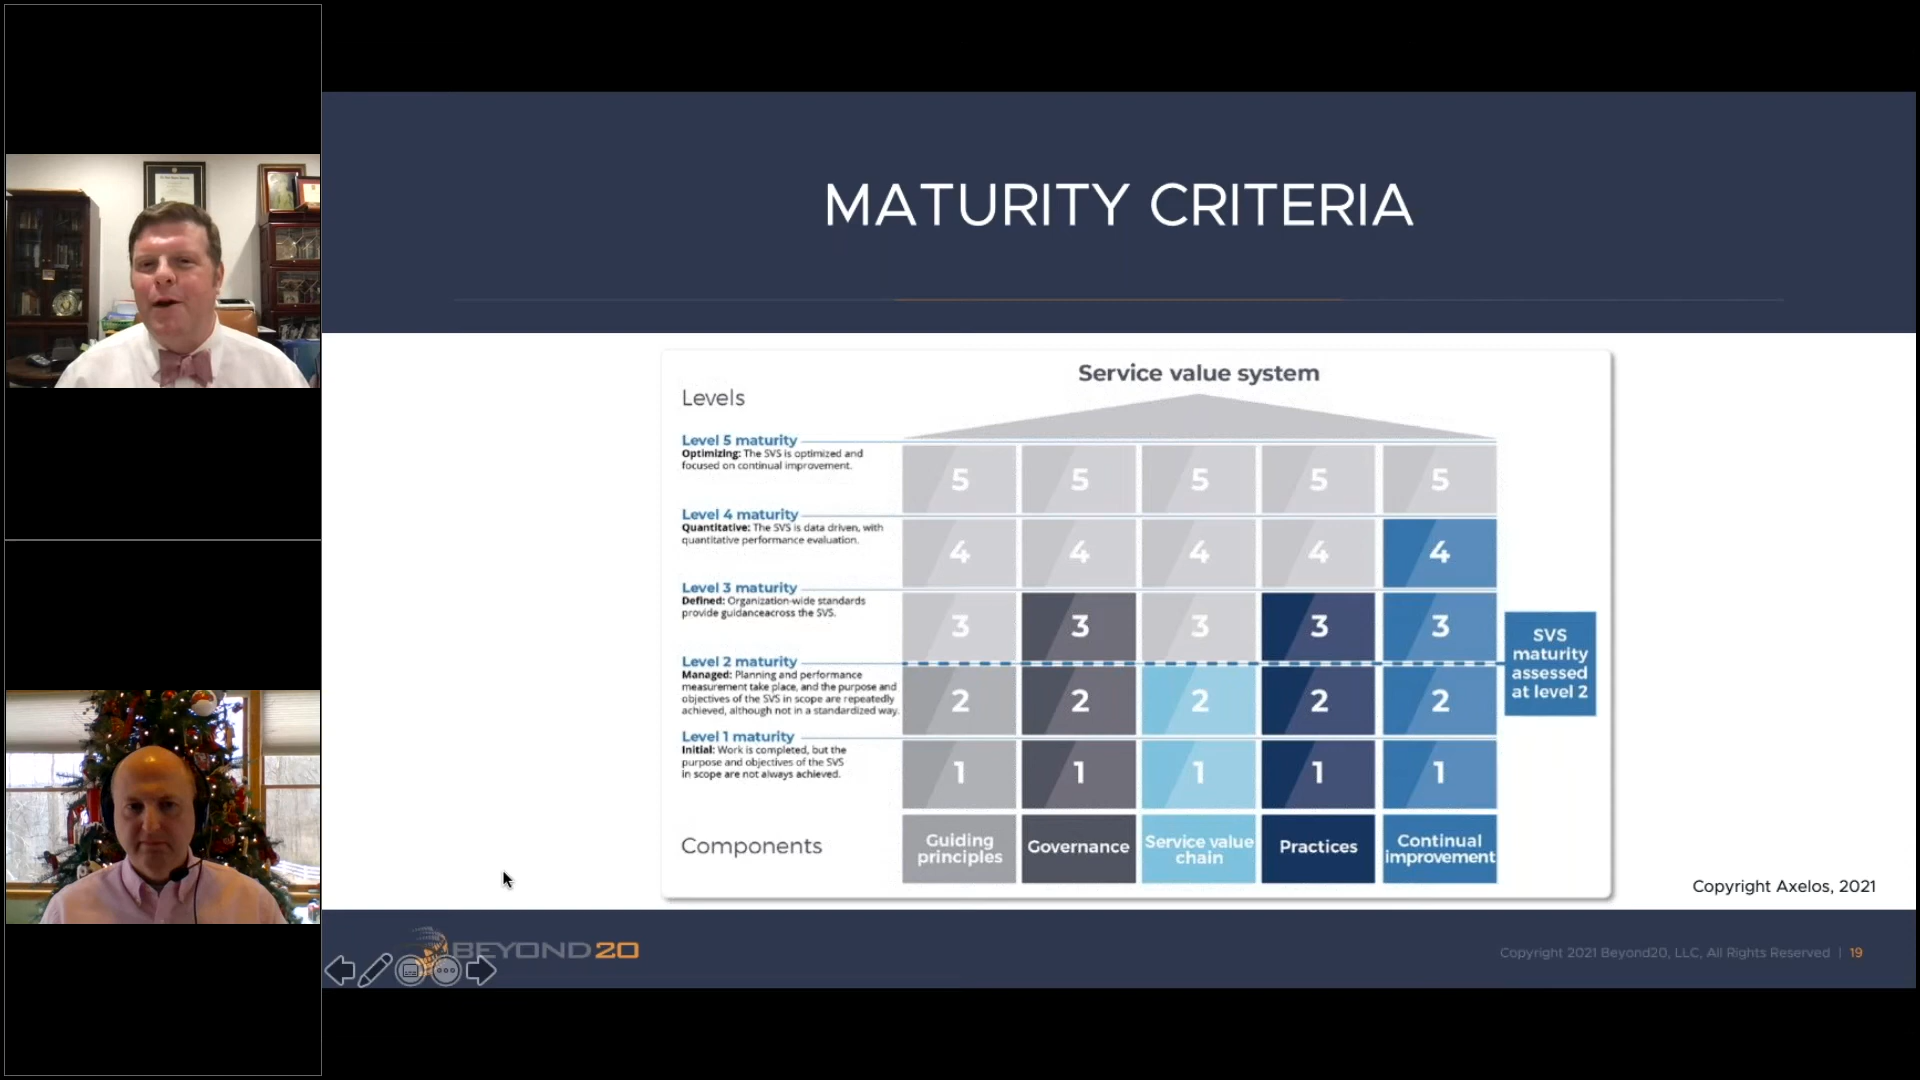 MATURITY CRITERIA
Service value system
Levels
Level 5 maturity
Optimizing: The SVS is optimized and
focused on continual improvement.
5 5 5 5 5
Level 4 maturity
Quantitative: The SVS is data driven, with
quantitative performance evaluation.
4 4 4 4 4
Level 3 maturity
Defined: Organization-wide standards
provide guidanceacross the SVS.
3 3 3 3 3
Level 2 maturity
Managed: Planning and performance
measurement take place, and the purpose and
objectives of the SVS in scope are repeatedly
achieved, although not in a standardized way.
2 2 2 2 2
SVS
maturity
assessed
at level 2
Level 1 maturity
Initial: Work is completed, but the
purpose and objectives of the SVS
in scope are not always achieved.
1 1 1 1 1
Components
Guiding
principles
Governance
Service value
chain
Practices
Continual
improvement
Copyright Axelos, 2021
BEYOND20
Copyright 2021 Beyond20, LLC, All Rights Reserved | 19